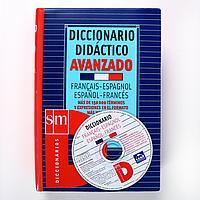 DICCIONARIO
DIDÁCTICO
AVANZADO
FRANÇAIS-ESPAGNOL
ESPAÑOL-FRANCÉS
MÁS DE 150 000 TÉRMINOS
Y EXPRESIONES EN EL FORMATO
sm
DICCIONARIOS
DICCIONARIO
FRANÇAIS-ESPAGNOL
ESPAÑOL-FRANCÉS
D